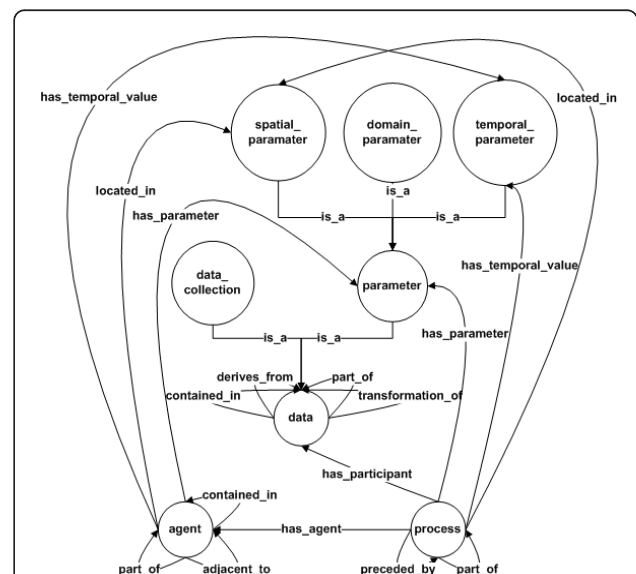 has_temporal_value
located_in
spatial_
paramater
domain_
paramater
temporal_
parameter
located_in
is_a
has_parameter
is_a
is_a
data_
collection
parameter
has_temporal_value
has_parameter
is_a
is_a
derives_from
part_of
contained_in
transformation_of
data
has_participant
contained_in
agent
has_agent
process
part_of
adjacent_to
preceded_by
part_of